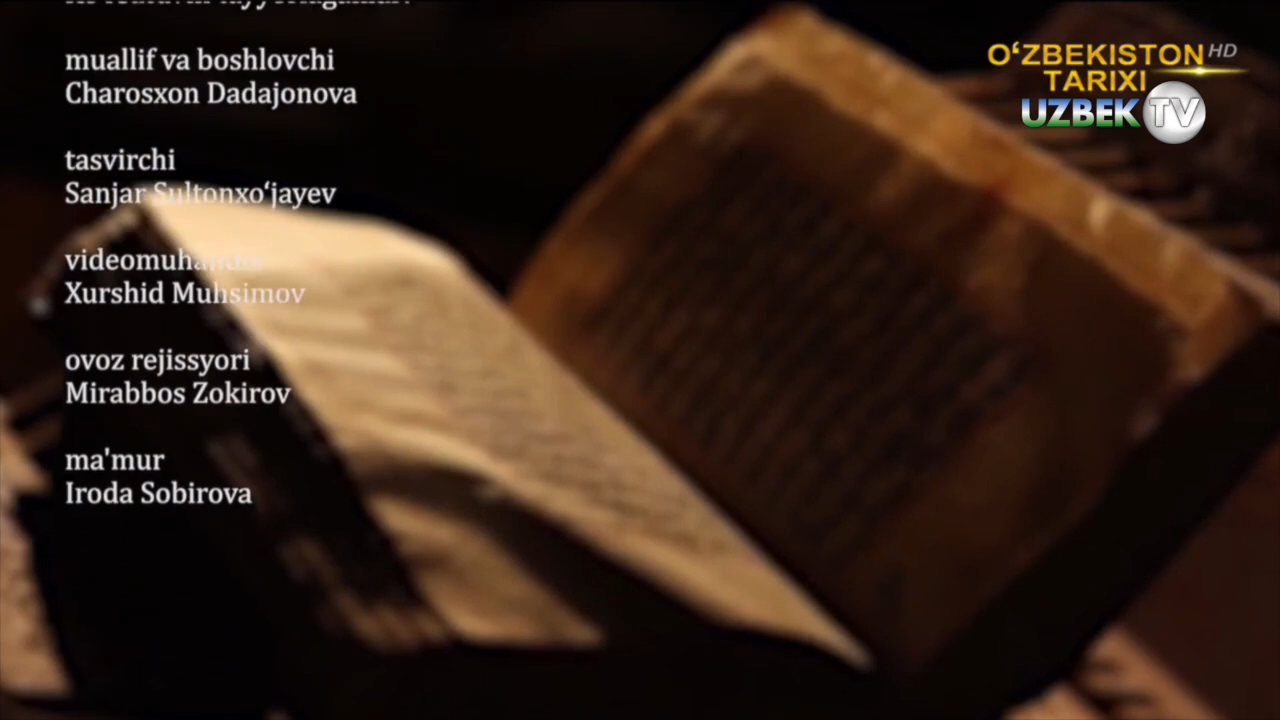 muallif va boshlovchi
Charosxon Dadajonova
tasvirchi
Sanjar Sultonxo‘jayev
videomuhandis
Xurshid Muhsimov
ovoz rejissyori
Mirabbos Zokirov
ma'mur
Iroda Sobirova
O‘ZBEKISTON HD
TARIXI
UZBEK TV